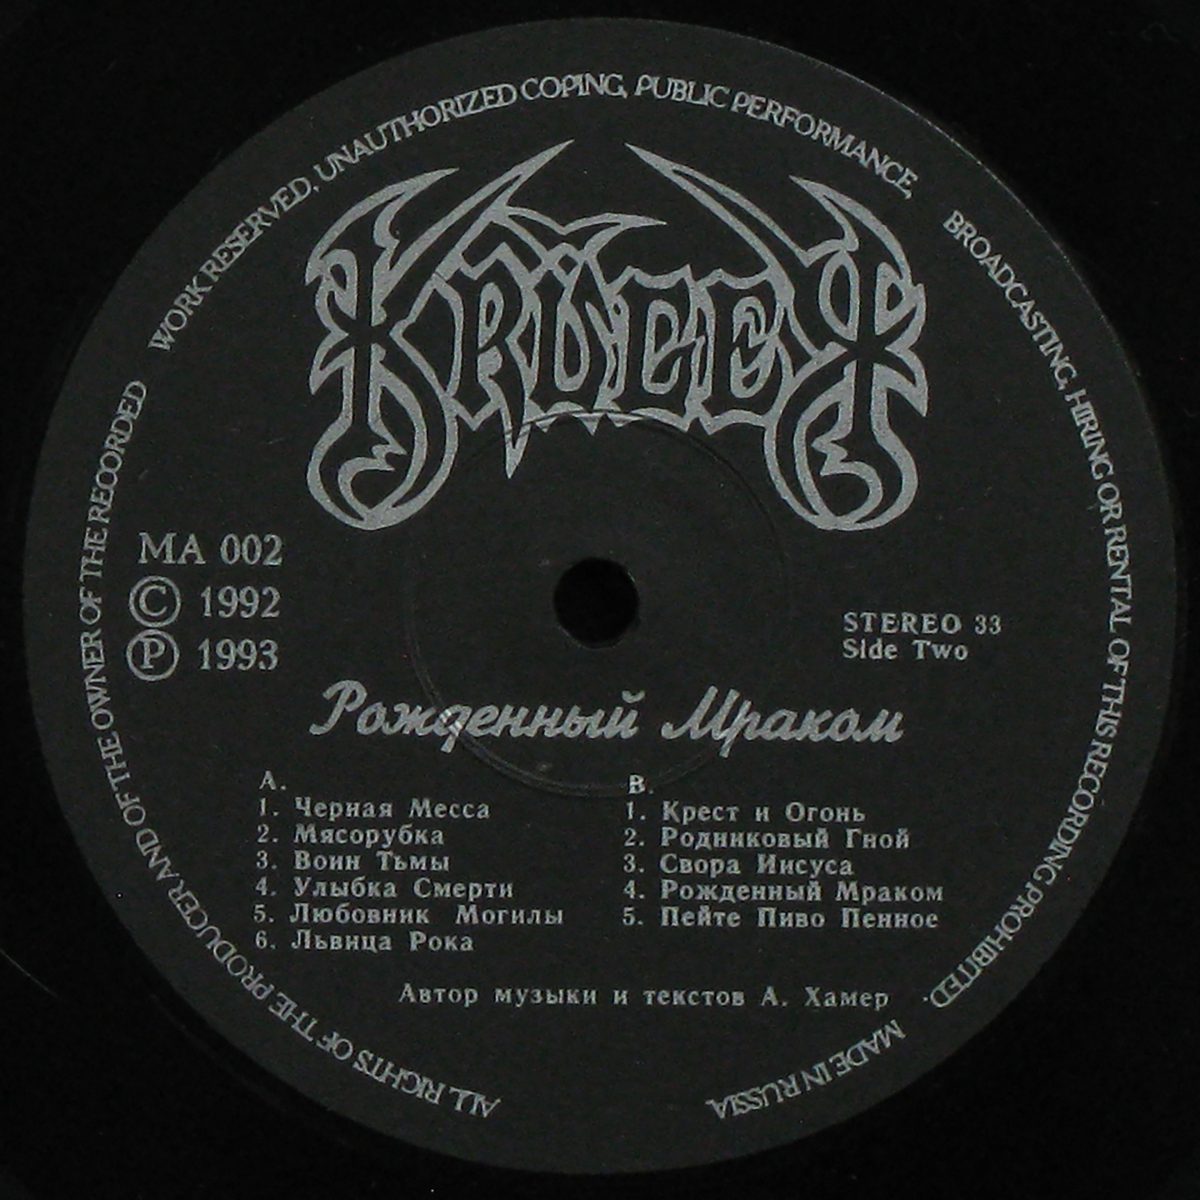 ALL RIGHTS OF THE PRODUCER AND OF THE OWNER OF THE RECORDED WORK RESERVED, UNAUTHORIZED COPING, PUBLIC PERFORMANCE, BROADCASTING, HIRING OR RENTAL OF THIS RECORDING PROHIBITED.
MADE IN RUSSIA
KRÜGER
MA 002
© 1992
℗ 1993
STEREO 33
Side Two
Рожденный Мраком
A.
1. Черная Месса
2. Мясорубка
3. Воин Тьмы
4. Улыбка Смерти
5. Любовник Могилы
6. Львица Рока
B.
1. Крест и Огонь
2. Родниковый Гной
3. Свора Иисуса
4. Рожденный Мраком
5. Пейте Пиво Пенное
Автор музыки и текстов А. Хамер